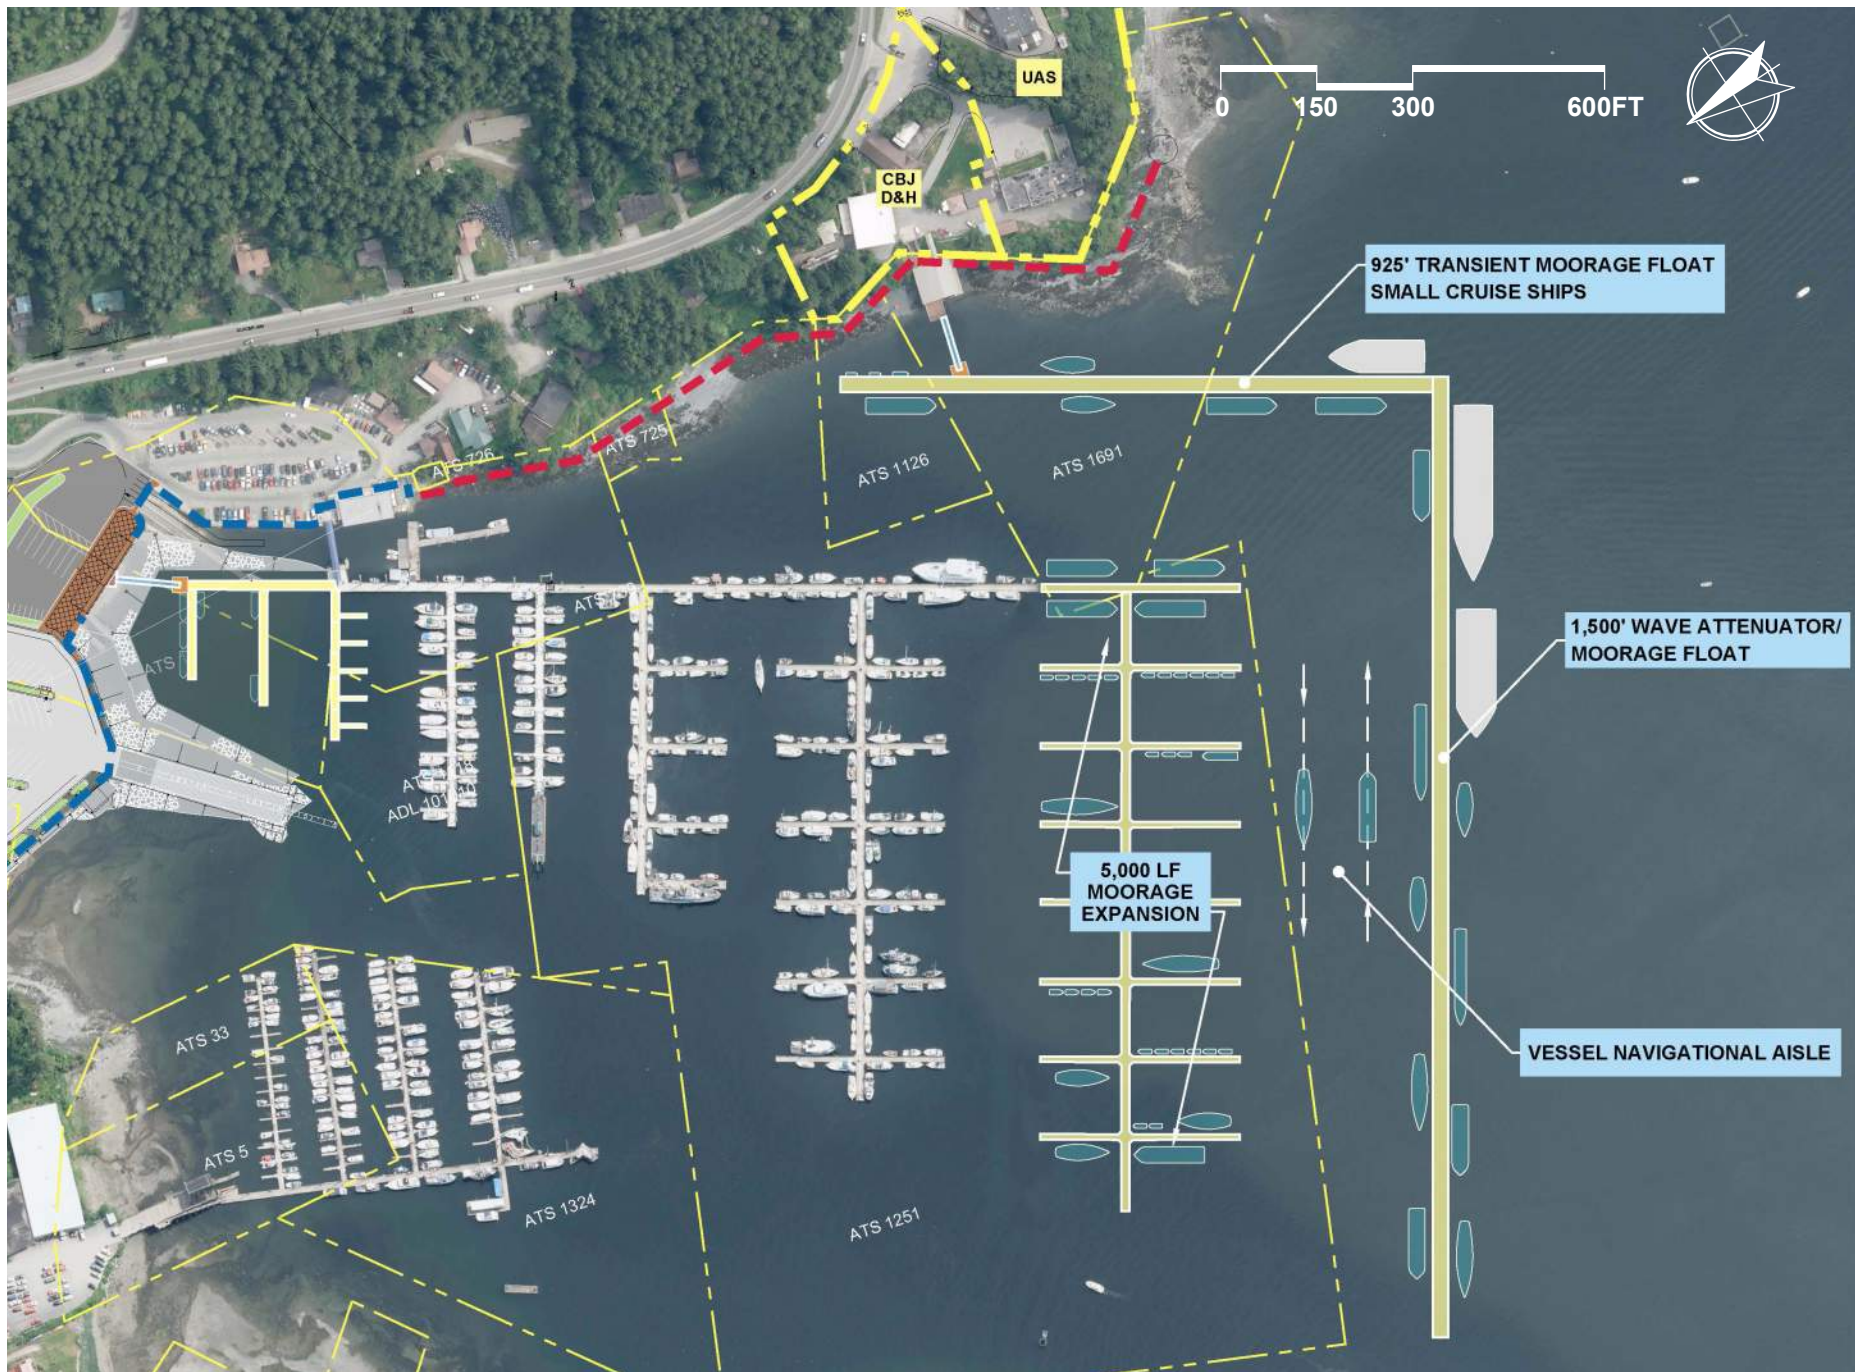 UAS
0 150 300 600FT
CBJ
D&H
925' TRANSIENT MOORAGE FLOAT
SMALL CRUISE SHIPS
ATS 725
ATS 726
ATS 1126
ATS 1691
ATS
1,500' WAVE ATTENUATOR/
MOORAGE FLOAT
5,000 LF
MOORAGE
EXPANSION
ATS 33
VESSEL NAVIGATIONAL AISLE
ATS 5
ATS 1324
ATS 1251